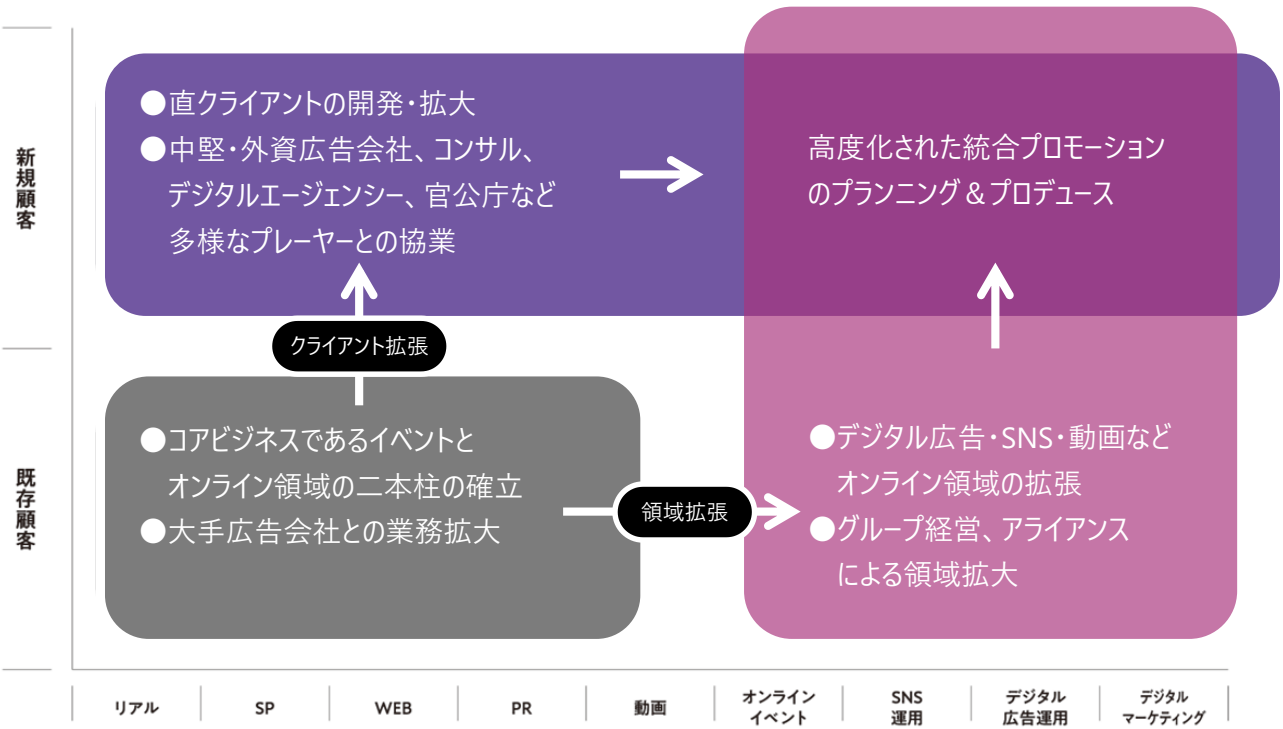 新規顧客
●直クライアントの開発・拡大
●中堅・外資広告会社、コンサル、
デジタルエージェンシー、官公庁など
多様なプレーヤーとの協業
高度化された統合プロモーション
のプランニング＆プロデュース
クライアント拡張
既存顧客
●コアビジネスであるイベントと
オンライン領域の二本柱の確立
●大手広告会社との業務拡大
領域拡張
●デジタル広告・SNS・動画など
オンライン領域の拡張
●グループ経営、アライアンス
による領域拡大
リアル
SP
WEB
PR
動画
オンライン
イベント
SNS
運用
デジタル
広告運用
デジタル
マーケティング